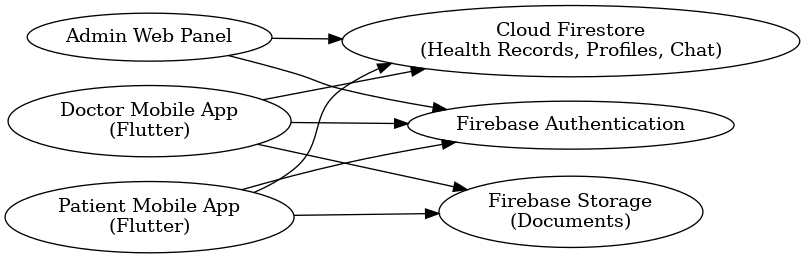 Admin Web Panel
Cloud Firestore
(Health Records, Profiles, Chat)
Doctor Mobile App
(Flutter)
Firebase Authentication
Patient Mobile App
(Flutter)
Firebase Storage
(Documents)